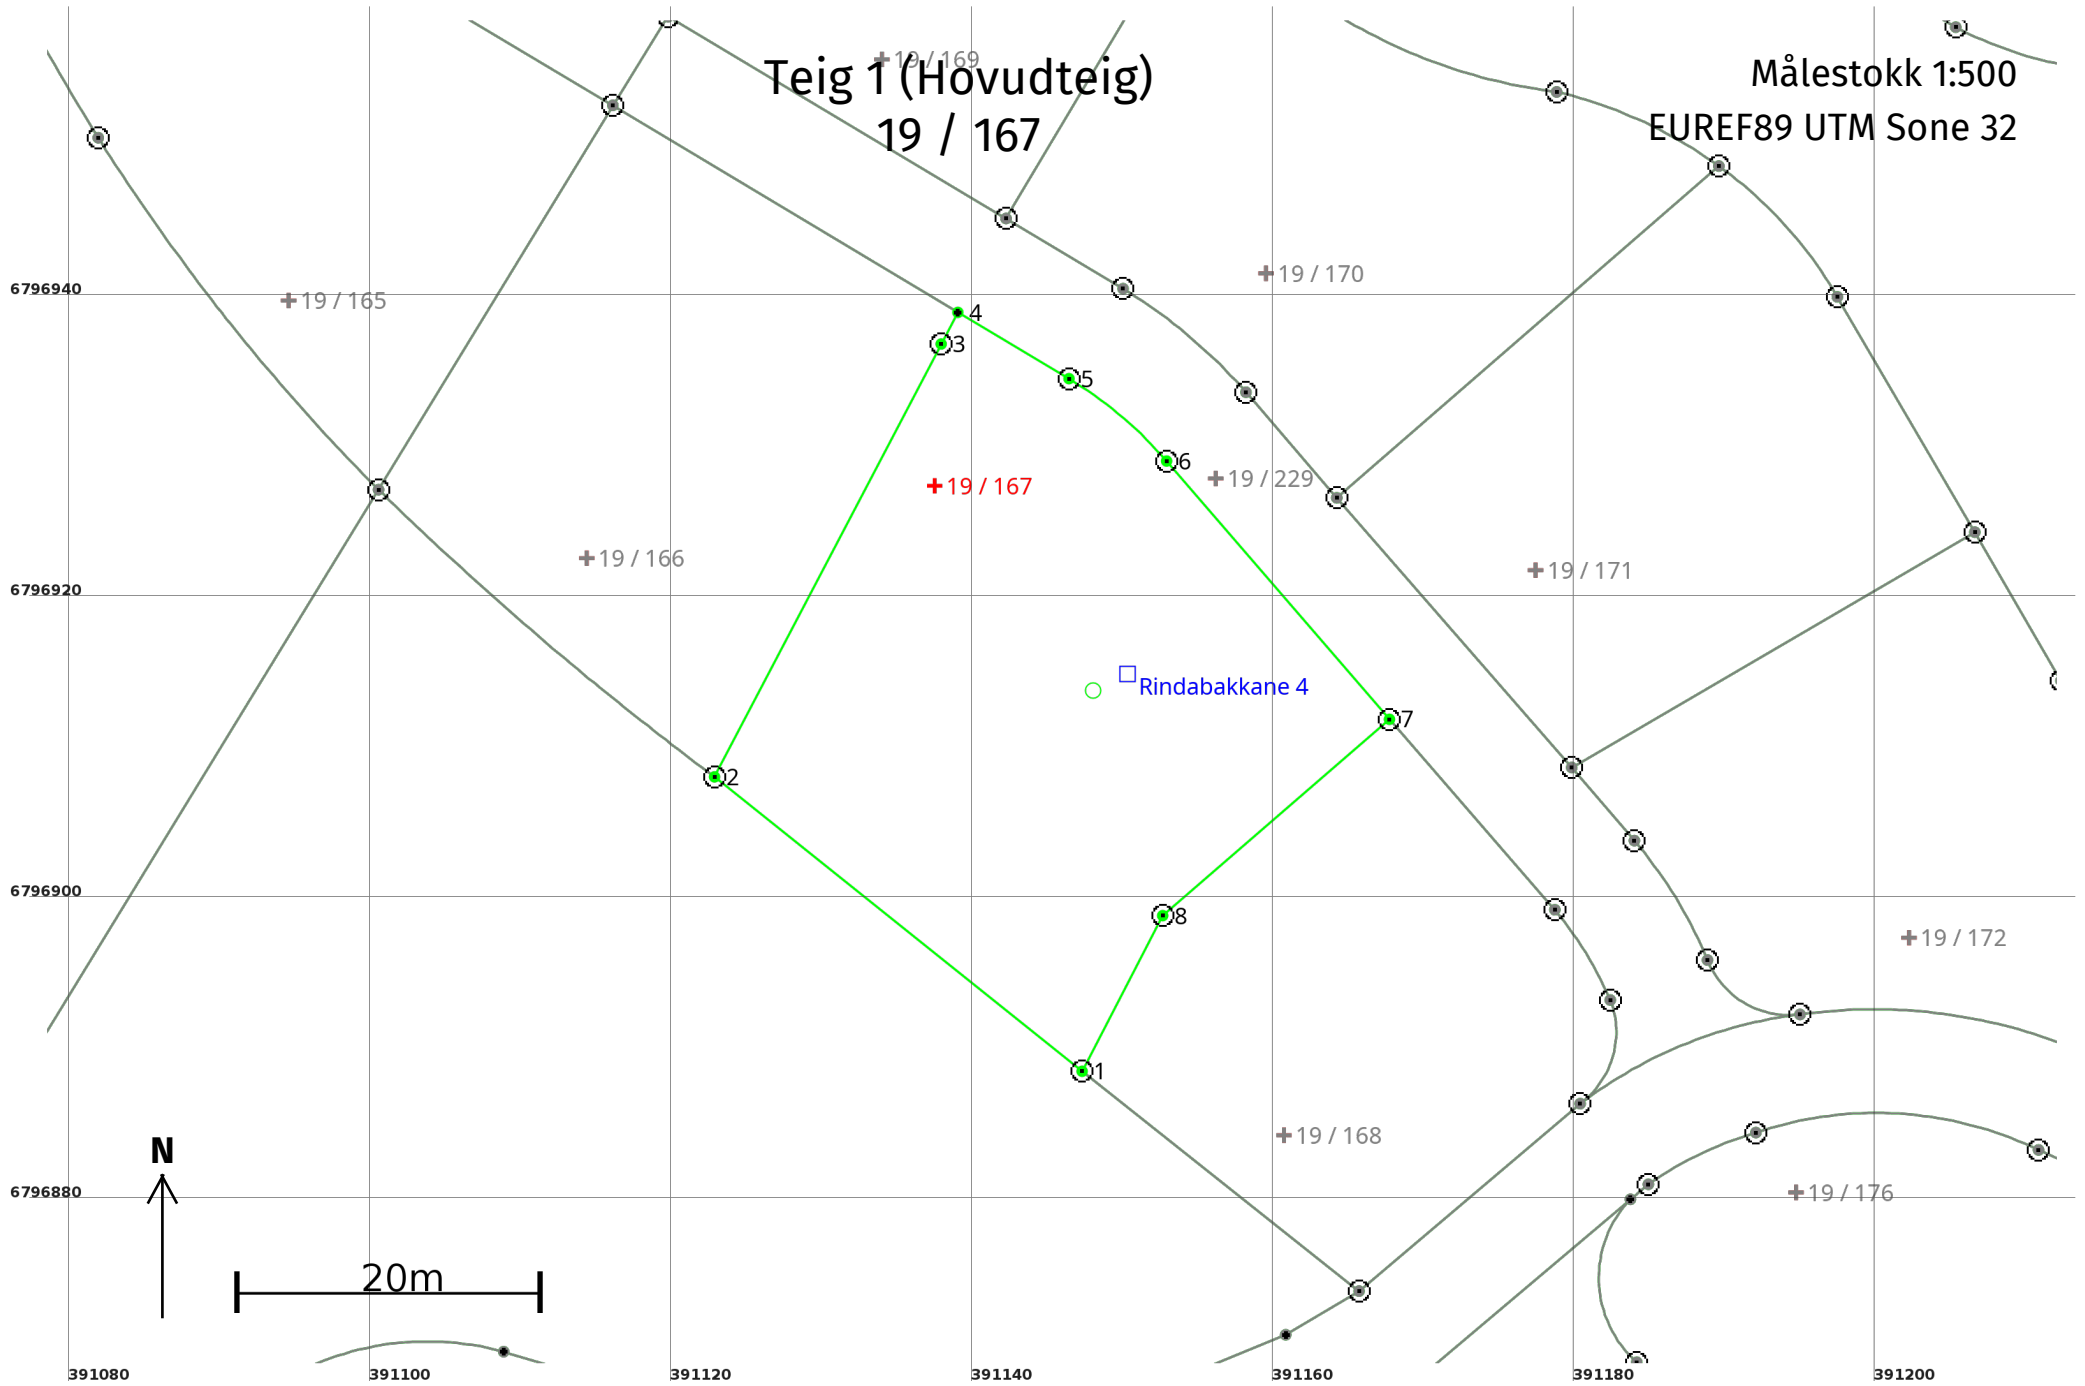 19 / 169
Teig 1 (Hovudteig)
19 / 167
Målestokk 1:500
EUREF89 UTM Sone 32
19 / 170
6796940
19 / 165
4
3
5
6
19 / 229
19 / 167
19 / 166
19 / 171
6796920
Rindabakkane 4
7
2
6796900
8
19 / 172
1
19 / 168
N
6796880
19 / 176
20m
391080
391100
391120
391140
391160
391180
391200